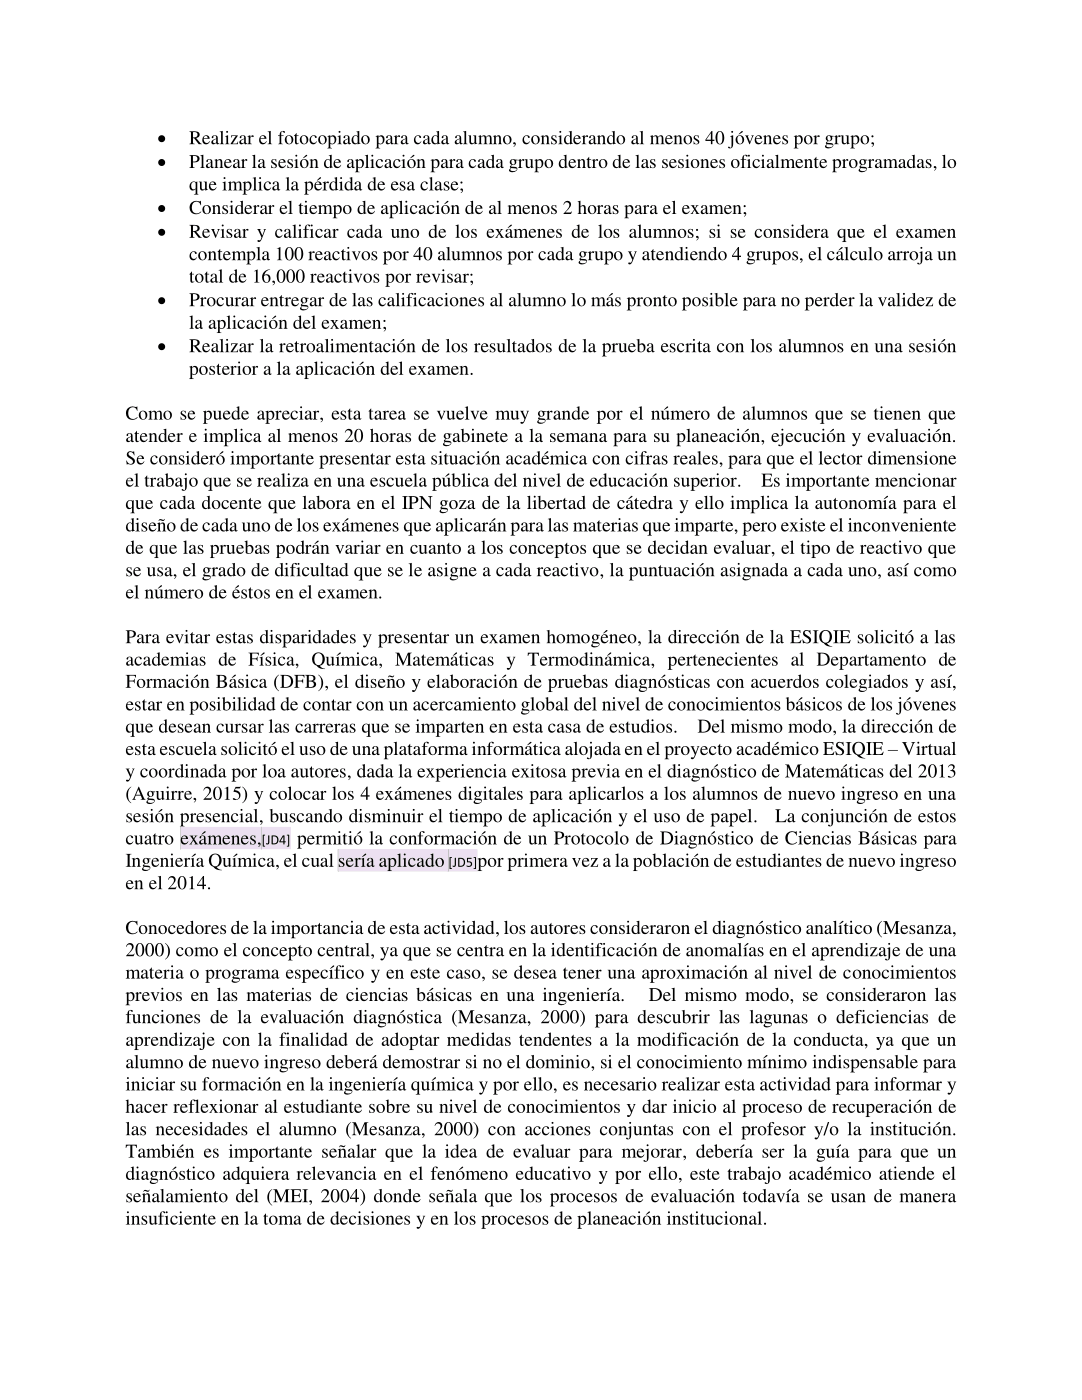 • Realizar el fotocopiado para cada alumno, considerando al menos 40 jóvenes por grupo;
• Planear la sesión de aplicación para cada grupo dentro de las sesiones oficialmente programadas, lo
que implica la pérdida de esa clase;
• Considerar el tiempo de aplicación de al menos 2 horas para el examen;
• Revisar y calificar cada uno de los exámenes de los alumnos; si se considera que el examen
contempla 100 reactivos por 40 alumnos por cada grupo y atendiendo 4 grupos, el cálculo arroja un
total de 16,000 reactivos por revisar;
• Procurar entregar de las calificaciones al alumno lo más pronto posible para no perder la validez de
la aplicación del examen;
• Realizar la retroalimentación de los resultados de la prueba escrita con los alumnos en una sesión
posterior a la aplicación del examen.
Como se puede apreciar, esta tarea se vuelve muy grande por el número de alumnos que se tienen que
atender e implica al menos 20 horas de gabinete a la semana para su planeación, ejecución y evaluación.
Se consideró importante presentar esta situación académica con cifras reales, para que el lector dimensione
el trabajo que se realiza en una escuela pública del nivel de educación superior. Es importante mencionar
que cada docente que labora en el IPN goza de la libertad de cátedra y ello implica la autonomía para el
diseño de cada uno de los exámenes que aplicarán para las materias que imparte, pero existe el inconveniente
de que las pruebas podrán variar en cuanto a los conceptos que se decidan evaluar, el tipo de reactivo que
se usa, el grado de dificultad que se le asigne a cada reactivo, la puntuación asignada a cada uno, así como
el número de éstos en el examen.
Para evitar estas disparidades y presentar un examen homogéneo, la dirección de la ESIQIE solicitó a las
academias de Física, Química, Matemáticas y Termodinámica, pertenecientes al Departamento de
Formación Básica (DFB), el diseño y elaboración de pruebas diagnósticas con acuerdos colegiados y así,
estar en posibilidad de contar con un acercamiento global del nivel de conocimientos básicos de los jóvenes
que desean cursar las carreras que se imparten en esta casa de estudios. Del mismo modo, la dirección de
esta escuela solicitó el uso de una plataforma informática alojada en el proyecto académico ESIQIE – Virtual
y coordinada por loa autores, dada la experiencia exitosa previa en el diagnóstico de Matemáticas del 2013
(Aguirre, 2015) y colocar los 4 exámenes digitales para aplicarlos a los alumnos de nuevo ingreso en una
sesión presencial, buscando disminuir el tiempo de aplicación y el uso de papel. La conjunción de estos
cuatro exámenes,[JD4] permitió la conformación de un Protocolo de Diagnóstico de Ciencias Básicas para
Ingeniería Química, el cual sería aplicado [JD5]por primera vez a la población de estudiantes de nuevo ingreso
en el 2014.
Conocedores de la importancia de esta actividad, los autores consideraron el diagnóstico analítico (Mesanza,
2000) como el concepto central, ya que se centra en la identificación de anomalías en el aprendizaje de una
materia o programa específico y en este caso, se desea tener una aproximación al nivel de conocimientos
previos en las materias de ciencias básicas en una ingeniería. Del mismo modo, se consideraron las
funciones de la evaluación diagnóstica (Mesanza, 2000) para descubrir las lagunas o deficiencias de
aprendizaje con la finalidad de adoptar medidas tendentes a la modificación de la conducta, ya que un
alumno de nuevo ingreso deberá demostrar si no el dominio, si el conocimiento mínimo indispensable para
iniciar su formación en la ingeniería química y por ello, es necesario realizar esta actividad para informar y
hacer reflexionar al estudiante sobre su nivel de conocimientos y dar inicio al proceso de recuperación de
las necesidades el alumno (Mesanza, 2000) con acciones conjuntas con el profesor y/o la institución.
También es importante señalar que la idea de evaluar para mejorar, debería ser la guía para que un
diagnóstico adquiera relevancia en el fenómeno educativo y por ello, este trabajo académico atiende el
señalamiento del (MEI, 2004) donde señala que los procesos de evaluación todavía se usan de manera
insuficiente en la toma de decisiones y en los procesos de planeación institucional.